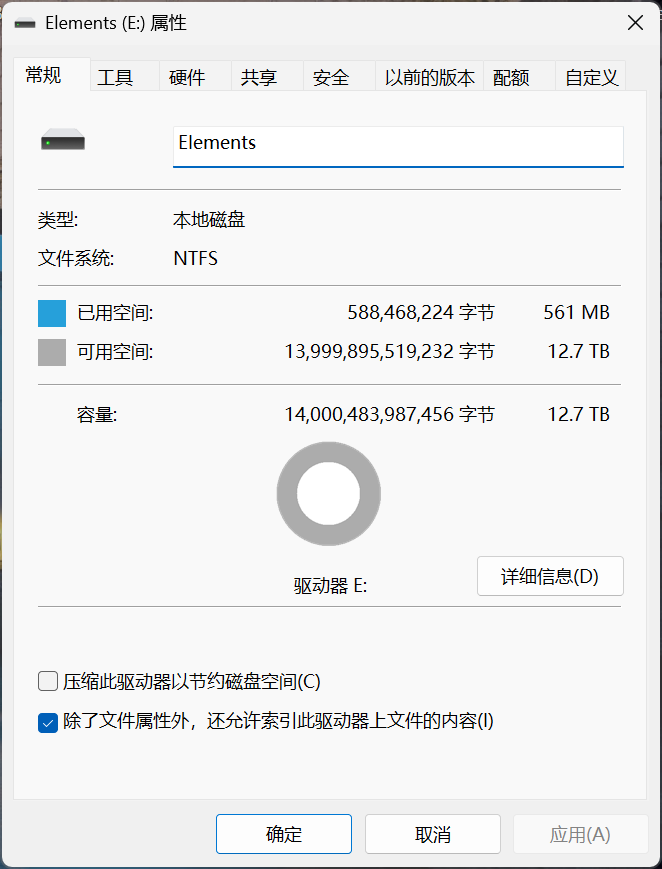 Elements (E:) 属性
常规 工具 硬件 共享 安全 以前的版本 配额 自定义
Elements
类型: 本地磁盘
文件系统: NTFS
已用空间: 588,468,224 字节 561 MB
可用空间: 13,999,895,519,232 字节 12.7 TB
容量: 14,000,483,987,456 字节 12.7 TB
驱动器 E:
详细信息(D)
压缩此驱动器以节约磁盘空间(C)
除了文件属性外，还允许索引此驱动器上文件的内容(I)
确定 取消 应用(A)